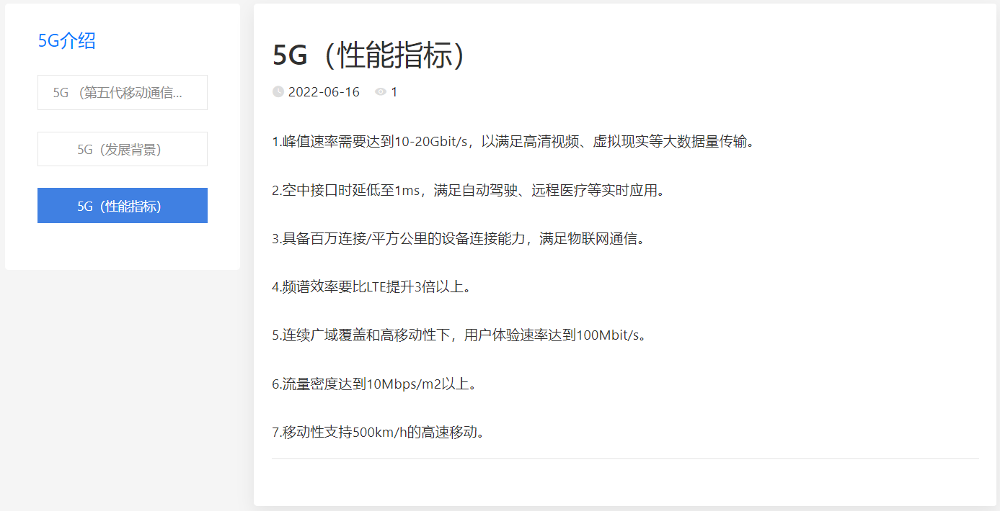 5G介绍
5G （第五代移动通信...
5G（发展背景）
5G（性能指标）
5G（性能指标）
2022-06-16 1
1.峰值速率需要达到10-20Gbit/s，以满足高清视频、虚拟现实等大数据量传输。
2.空中接口时延低至1ms，满足自动驾驶、远程医疗等实时应用。
3.具备百万连接/平方公里的设备连接能力，满足物联网通信。
4.频谱效率要比LTE提升3倍以上。
5.连续广域覆盖和高移动性下，用户体验速率达到100Mbit/s。
6.流量密度达到10Mbps/m2以上。
7.移动性支持500km/h的高速移动。